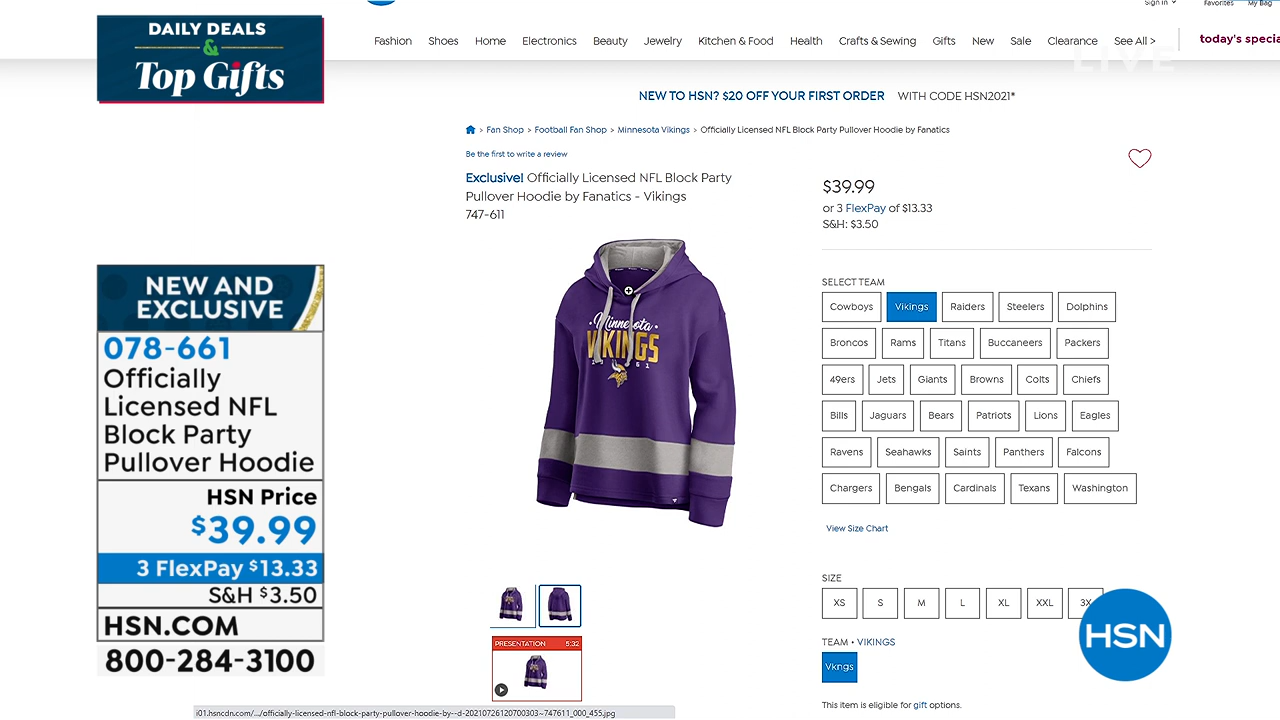 Sign In
Favorites
My Bag
DAILY DEALS
&
Top Gifts
Fashion Shoes Home Electronics Beauty Jewelry Kitchen & Food Health Crafts & Sewing Gifts New Sale Clearance See All >
today's specia
LIVE
NEW TO HSN? $20 OFF YOUR FIRST ORDER WITH CODE HSN2021*
> Fan Shop > Football Fan Shop > Minnesota Vikings > Officially Licensed NFL Block Party Pullover Hoodie by Fanatics
Be the first to write a review
Exclusive! Officially Licensed NFL Block Party
Pullover Hoodie by Fanatics - Vikings
747-611
Minnesota
VIKINGS
1961
PRESENTATION 5:32
$39.99
or 3 FlexPay of $13.33
S&H: $3.50
SELECT TEAM
Cowboys Vikings Raiders Steelers Dolphins
Broncos Rams Titans Buccaneers Packers
49ers Jets Giants Browns Colts Chiefs
Bills Jaguars Bears Patriots Lions Eagles
Ravens Seahawks Saints Panthers Falcons
Chargers Bengals Cardinals Texans Washington
View Size Chart
SIZE
XS S M L XL XXL 3X
TEAM • VIKINGS
Vkngs
This item is eligible for gift options.
HSN
NEW AND
EXCLUSIVE
078-661
Officially
Licensed NFL
Block Party
Pullover Hoodie
HSN Price
$39.99
3 FlexPay $13.33
S&H $3.50
HSN.COM
800-284-3100
i01.hsncdn.com/.../officially-licensed-nfl-block-party-pullover-hoodie-by--d-20210726120700303~747611_000_455.jpg